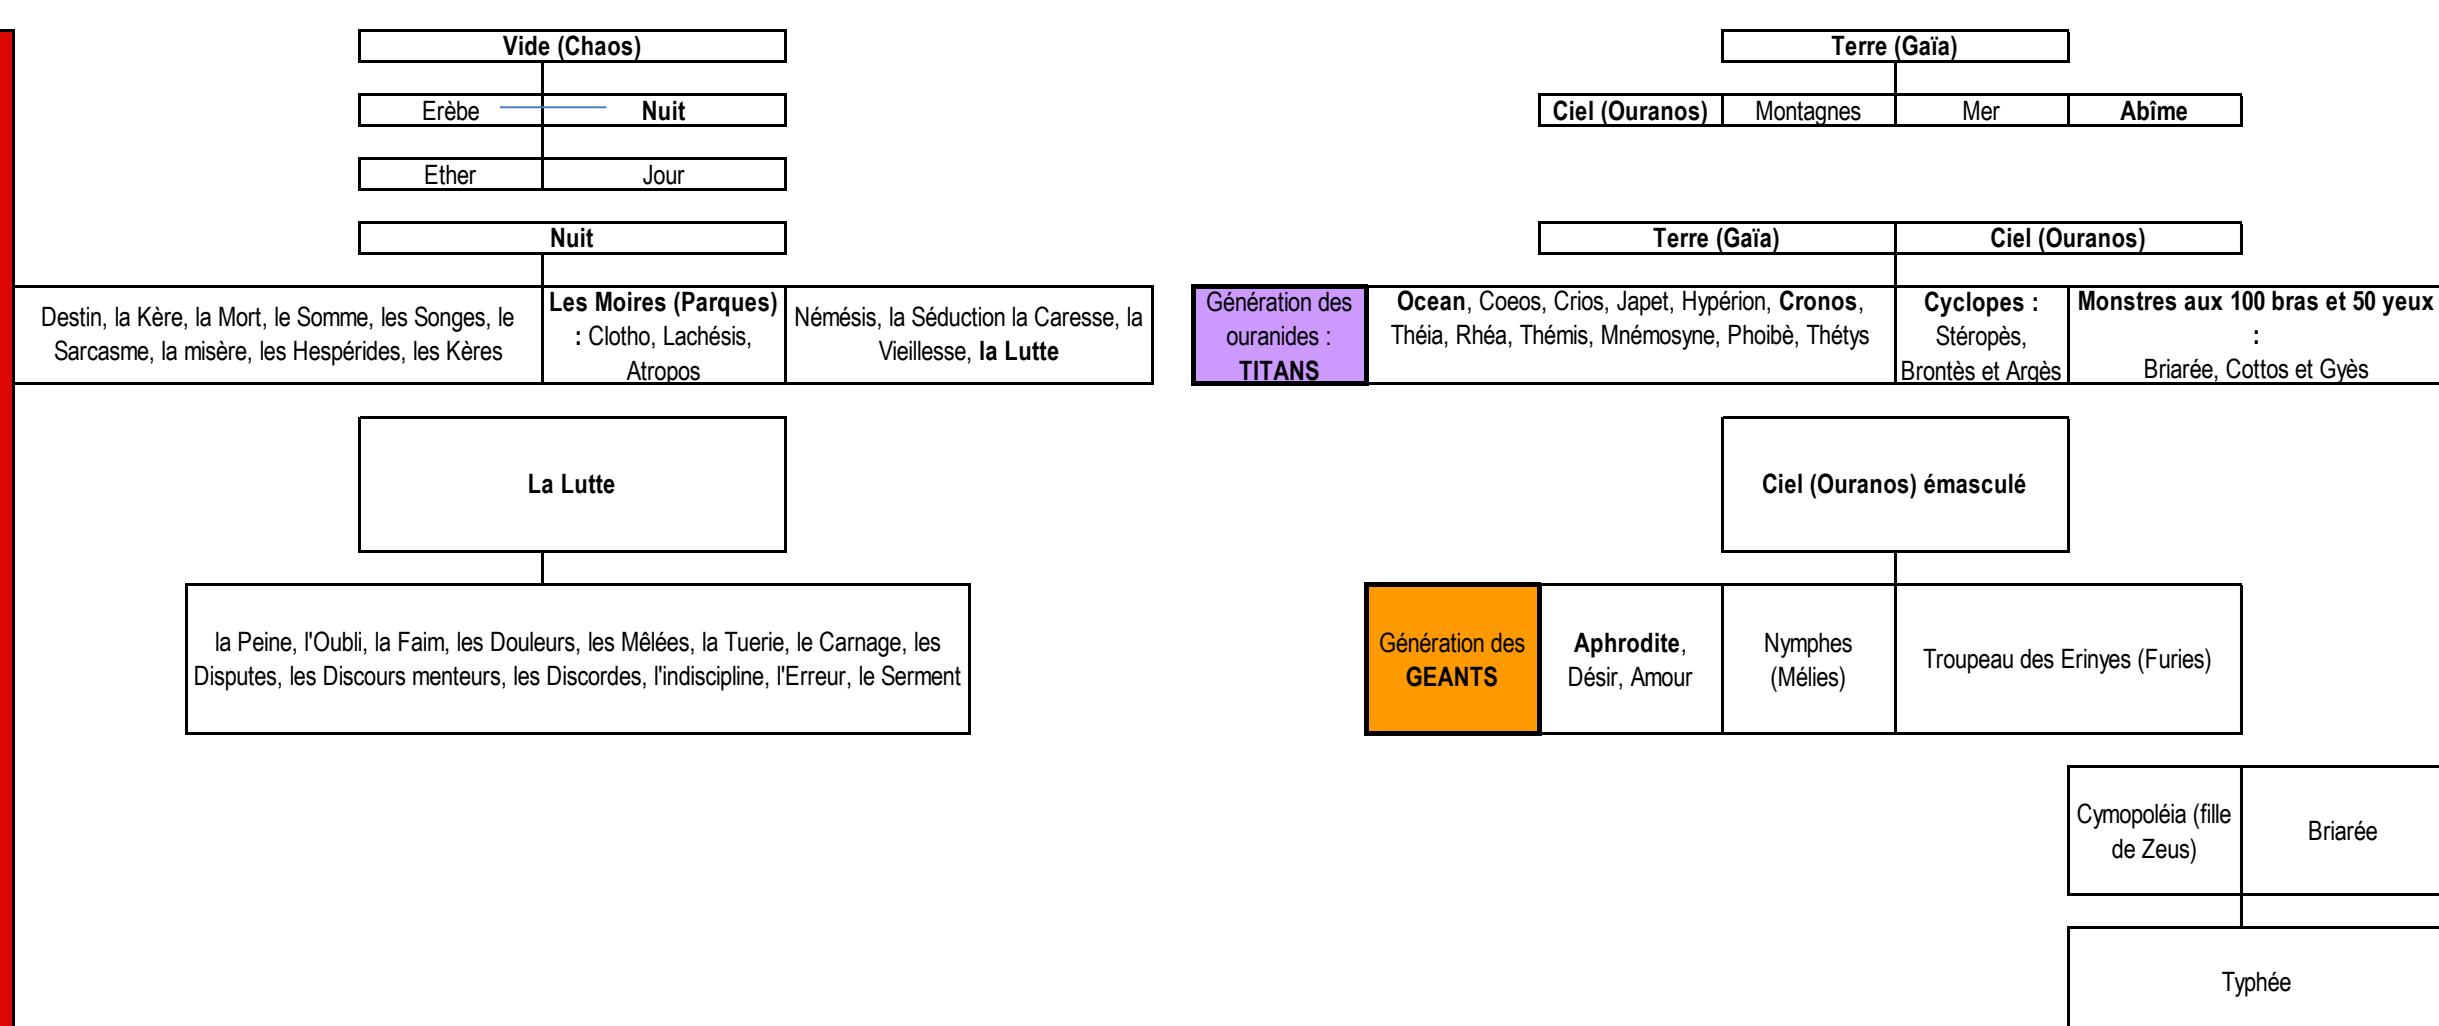 Vide (Chaos)
Terre (Gaïa)
Erèbe
Nuit
Ciel (Ouranos)
Montagnes
Mer
Abîme
Ether
Jour
Nuit
Terre (Gaïa)
Ciel (Ouranos)
Destin, la Kère, la Mort, le Somme, les Songes, le
Sarcasme, la misère, les Hespérides, les Kères
Les Moires (Parques)
: Clotho, Lachésis,
Atropos
Némésis, la Séduction la Caresse, la
Vieillesse, la Lutte
Génération des
ouranides :
TITANS
Ocean, Coeos, Crios, Japet, Hypérion, Cronos,
Théia, Rhéa, Thémis, Mnémosyne, Phoibè, Thétys
Cyclopes :
Stéropès,
Brontès et Argès
Monstres aux 100 bras et 50 yeux
:
Briarée, Cottos et Gyès
La Lutte
Ciel (Ouranos) émasculé
la Peine, l'Oubli, la Faim, les Douleurs, les Mêlées, la Tuerie, le Carnage, les
Disputes, les Discours menteurs, les Discordes, l'indiscipline, l'Erreur, le Serment
Génération des
GEANTS
Aphrodite,
Désir, Amour
Nymphes
(Mélies)
Troupeau des Erinyes (Furies)
Cymopoléia (fille
de Zeus)
Briarée
Typhée